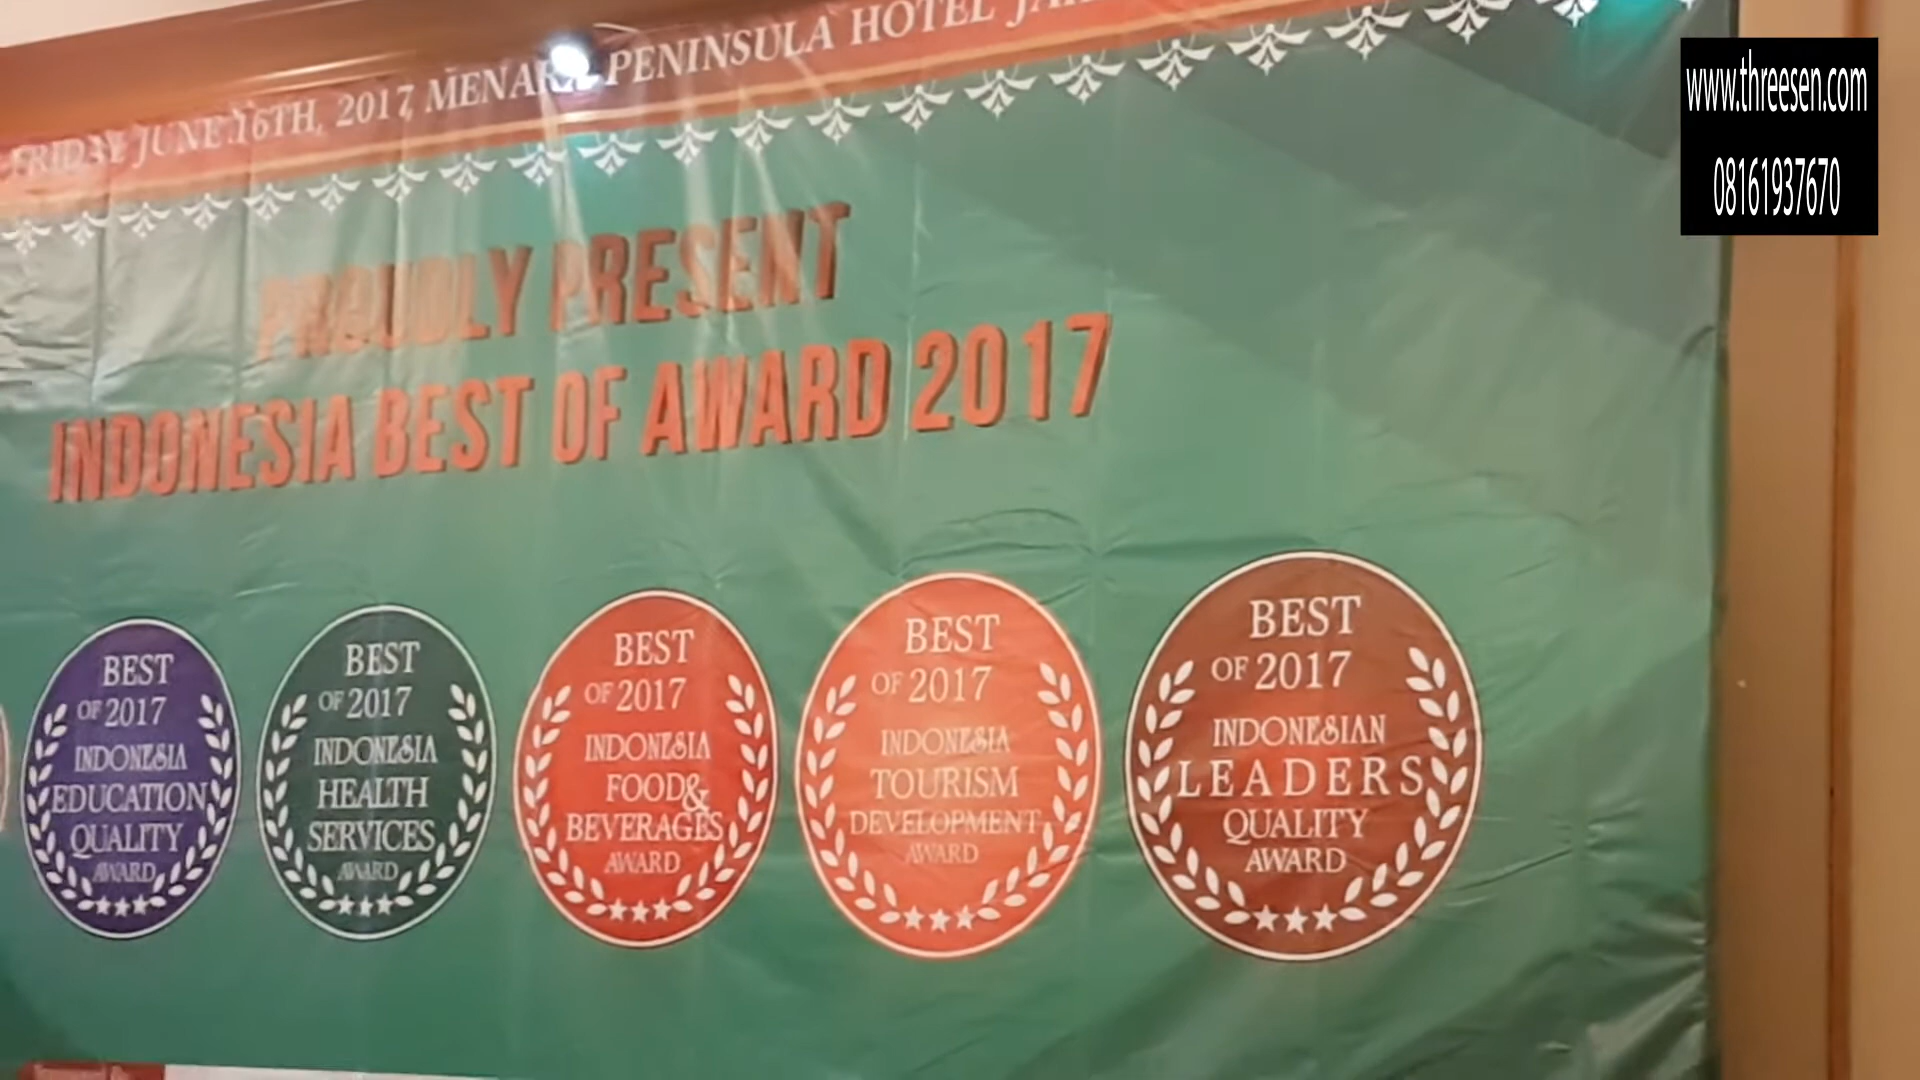 FRIDAY JUNE 16TH, 2017 MENARA PENINSULA HOTEL
www.threesen.com
08161937670
PROUDLY PRESENT
INDONESIA BEST OF AWARD 2017
BEST
OF 2017
INDONESIA
EDUCATION
QUALITY
AWARD
BEST
OF 2017
INDONESIA
HEALTH
SERVICES
AWARD
BEST
OF 2017
INDONESIA
FOOD &
BEVERAGES
AWARD
BEST
OF 2017
INDONESIA
TOURISM
DEVELOPMENT
AWARD
BEST
OF 2017
INDONESIAN
LEADERS
QUALITY
AWARD